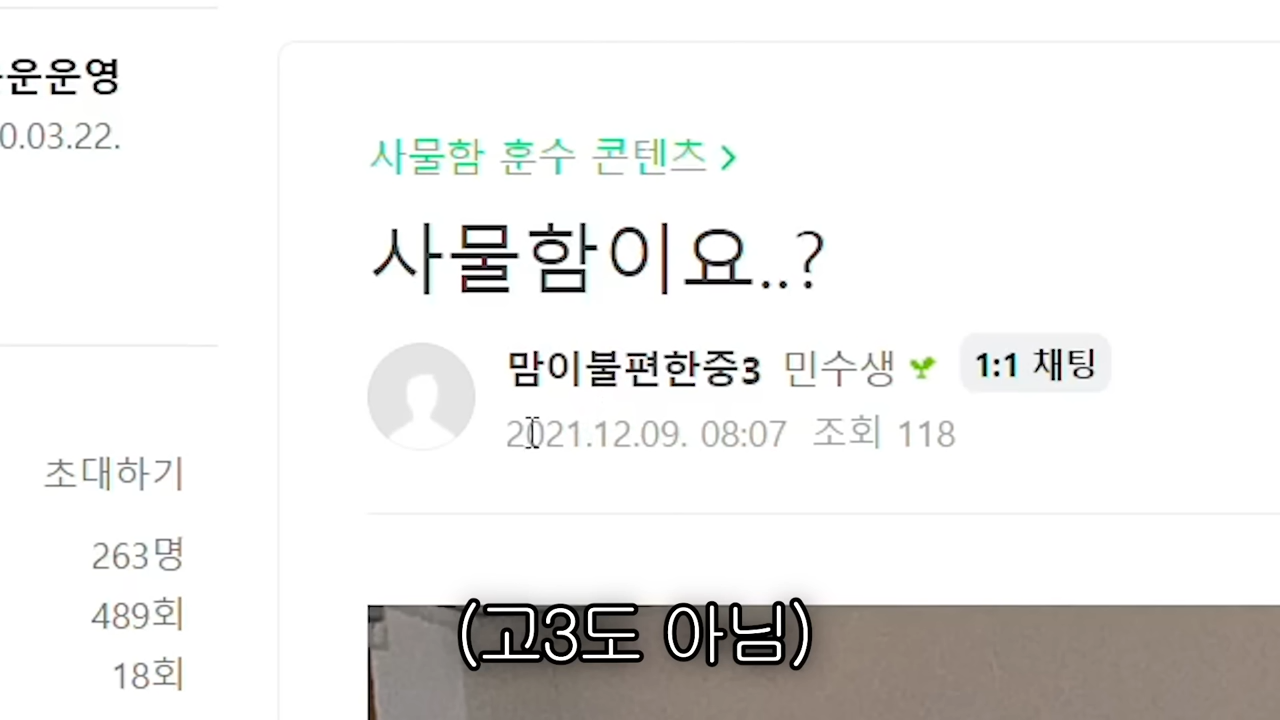 운운영
0.03.22.
사물함 훈수 콘텐츠 >
사물함이요..?
맘이불편한중3 민수생 1:1 채팅
2021.12.09. 08:07 조회 118
초대하기
263명
489회
18회
(고3도 아님)